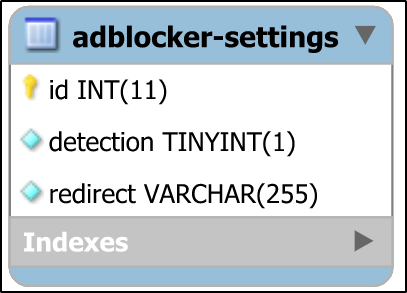 adblocker-settings
id INT(11)
detection TINYINT(1)
redirect VARCHAR(255)
Indexes